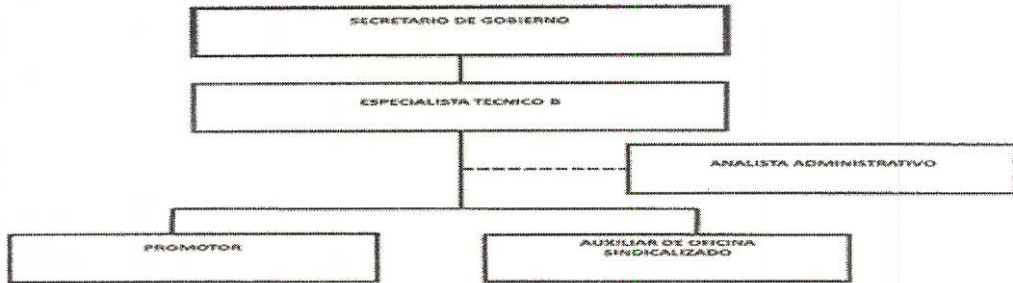 SECRETARIO DE GOBIERNO
ESPECIALISTA TECNICO B
ANALISTA ADMINISTRATIVO
PROMOTOR
AUXILIAR DE OFICINA
SINDICALIZADO